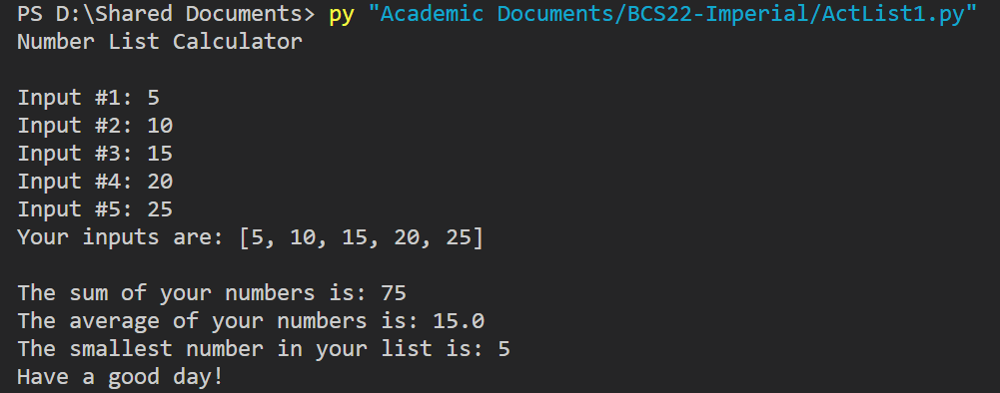 PS D:\Shared Documents> py "Academic Documents/BCS22-Imperial/ActList1.py"
Number List Calculator
Input #1: 5
Input #2: 10
Input #3: 15
Input #4: 20
Input #5: 25
Your inputs are: [5, 10, 15, 20, 25]
The sum of your numbers is: 75
The average of your numbers is: 15.0
The smallest number in your list is: 5
Have a good day!